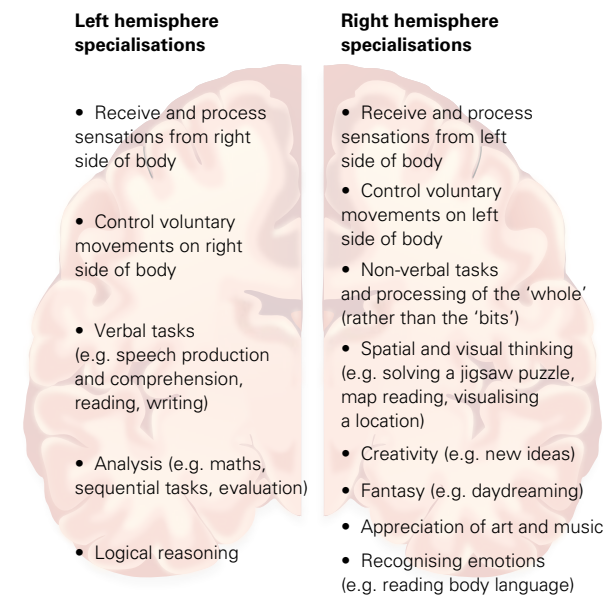 Left hemisphere
specialisations
• Receive and process
sensations from right
side of body
• Control voluntary
movements on right
side of body
• Verbal tasks
(e.g. speech production
and comprehension,
reading, writing)
• Analysis (e.g. maths,
sequential tasks, evaluation)
• Logical reasoning
Right hemisphere
specialisations
• Receive and process
sensations from left
side of body
• Control voluntary
movements on left
side of body
• Non-verbal tasks
and processing of the ‘whole’
(rather than the ‘bits’)
• Spatial and visual thinking
(e.g. solving a jigsaw puzzle,
map reading, visualising
a location)
• Creativity (e.g. new ideas)
• Fantasy (e.g. daydreaming)
• Appreciation of art and music
• Recognising emotions
(e.g. reading body language)